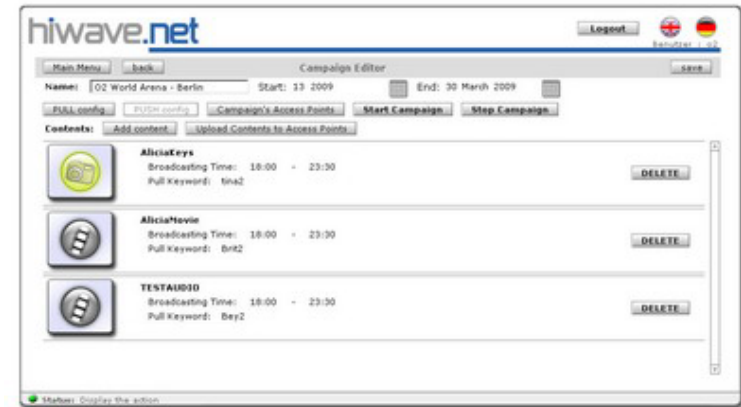 hiwave.net
Logout
benutzer : o2
Main Menu back Campaign Editor save
Name: O2 World Arena - Berlin Start: 13 2009 End: 30 March 2009
PULL config PUSH config Campaign's Access Points Start Campaign Stop Campaign
Contents: Add content Upload Contents to Access Points
AliciaKeys
Broadcasting Time: 18:00 - 23:30
Pull Keyword: tina2
DELETE
AliciaMovie
Broadcasting Time: 18:00 - 23:30
Pull Keyword: Brit2
DELETE
TESTAUDIO
Broadcasting Time: 18:00 - 23:30
Pull Keyword: Bey2
DELETE
Status: Display the action